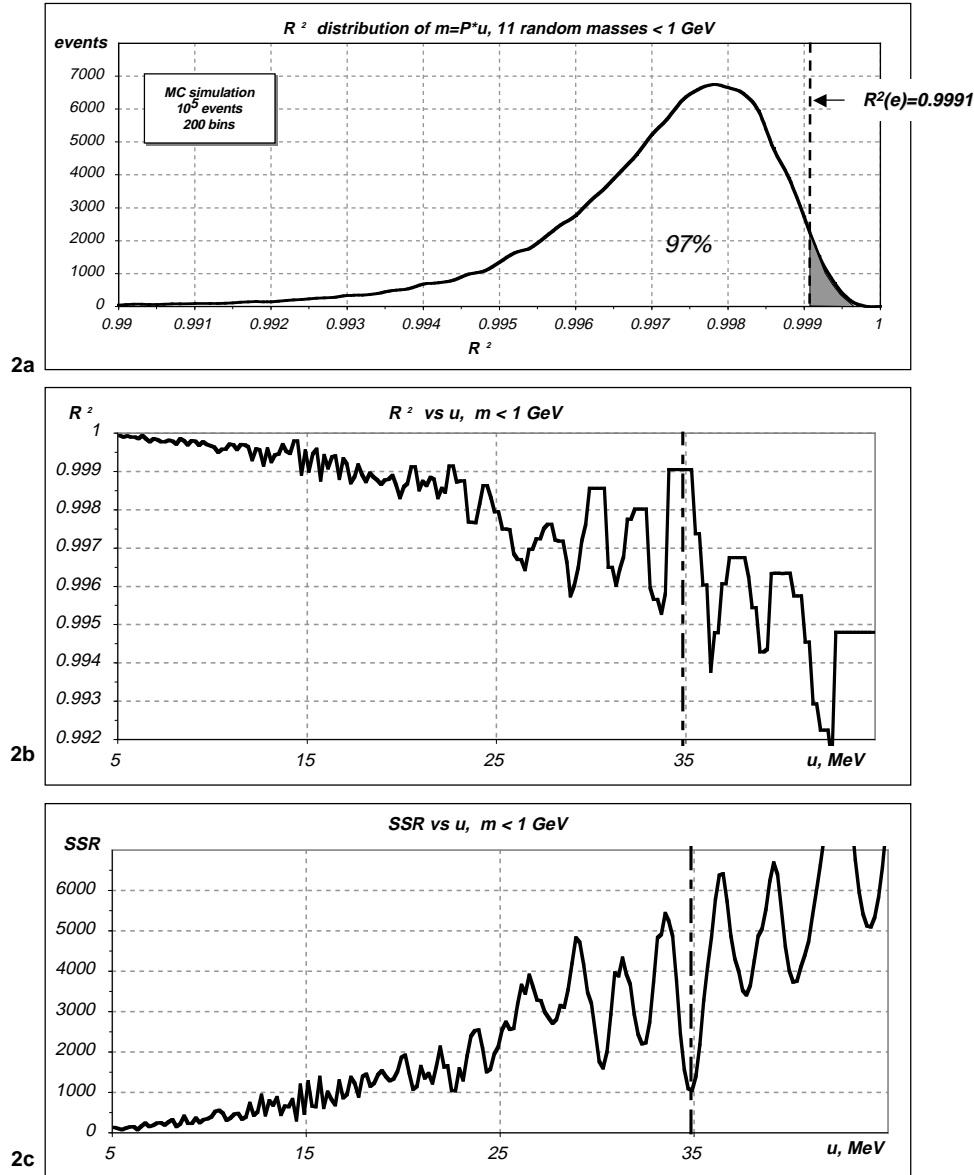 R ² distribution of m=P*u, 11 random masses < 1 GeV
events
7000
6000
5000
4000
3000
2000
1000
0
MC simulation
10⁵ events
200 bins
R²(e)=0.9991
97%
0.99 0.991 0.992 0.993 0.994 0.995 0.996 0.997 0.998 0.999 1
R ²
2a
R ² vs u, m < 1 GeV
R ²
1
0.999
0.998
0.997
0.996
0.995
0.994
0.993
0.992
5 15 25 35
u, MeV
2b
SSR vs u, m < 1 GeV
SSR
6000
5000
4000
3000
2000
1000
0
5 15 25 35
u, MeV
2c